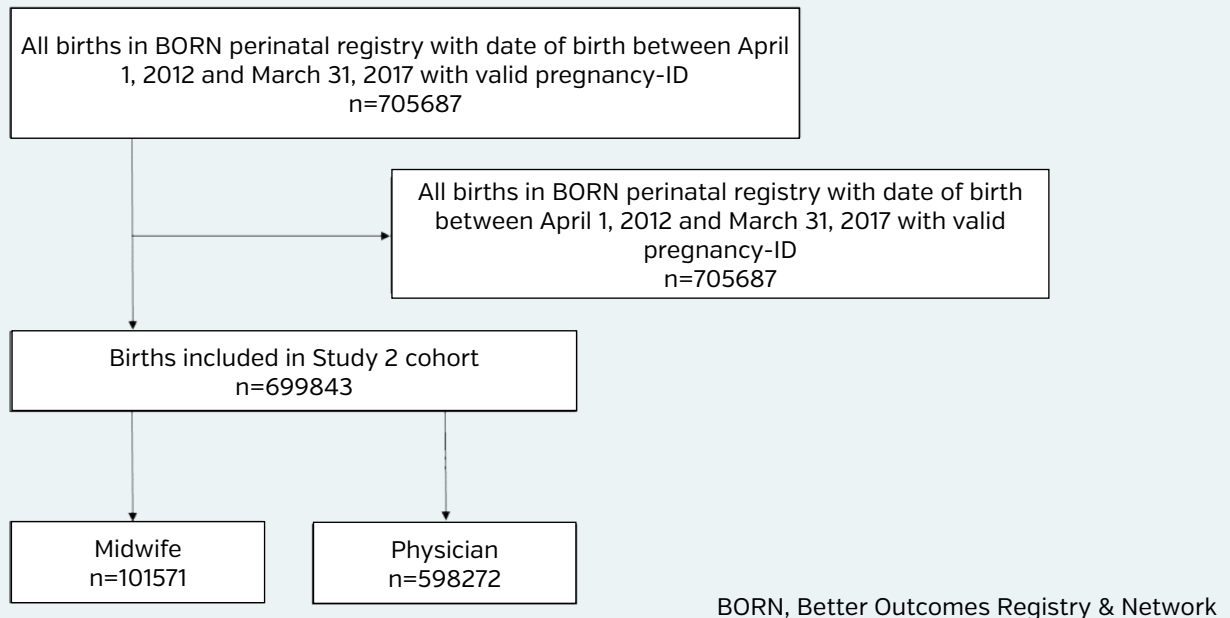 All births in BORN perinatal registry with date of birth between April
1, 2012 and March 31, 2017 with valid pregnancy-ID
n=705687
All births in BORN perinatal registry with date of birth
between April 1, 2012 and March 31, 2017 with valid
pregnancy-ID
n=705687
Births included in Study 2 cohort
n=699843
Midwife
n=101571
Physician
n=598272
BORN, Better Outcomes Registry & Network